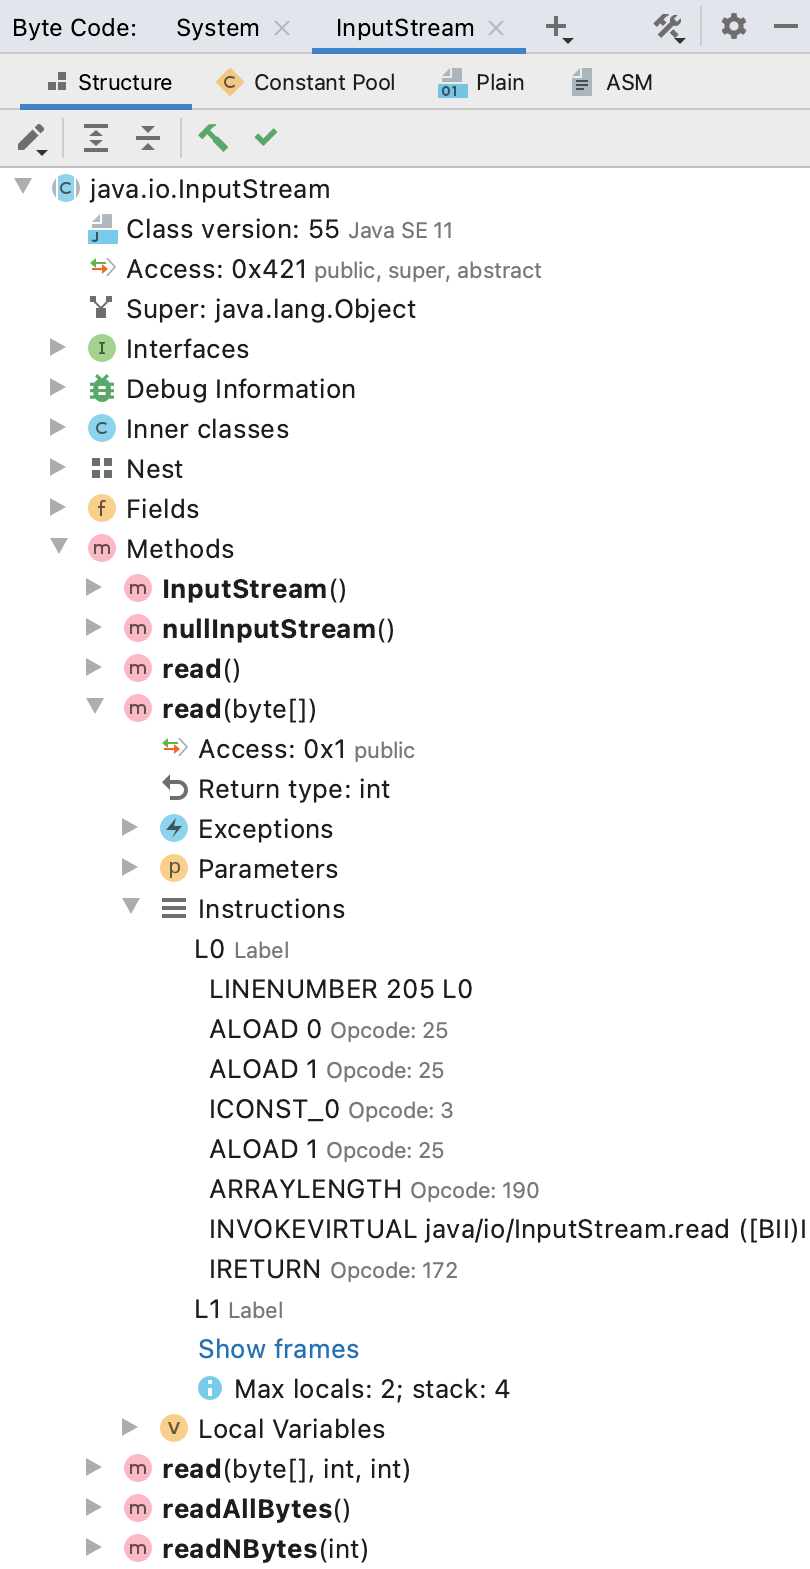 Byte Code: System InputStream
Structure Constant Pool Plain ASM
java.io.InputStream
Class version: 55 Java SE 11
Access: 0x421 public, super, abstract
Super: java.lang.Object
Interfaces
Debug Information
Inner classes
Nest
Fields
Methods
InputStream()
nullInputStream()
read()
read(byte[])
Access: 0x1 public
Return type: int
Exceptions
Parameters
Instructions
L0 Label
LINENUMBER 205 L0
ALOAD 0 Opcode: 25
ALOAD 1 Opcode: 25
ICONST_0 Opcode: 3
ALOAD 1 Opcode: 25
ARRAYLENGTH Opcode: 190
INVOKEVIRTUAL java/io/InputStream.read ([BII)I
IRETURN Opcode: 172
L1 Label
Show frames
Max locals: 2; stack: 4
Local Variables
read(byte[], int, int)
readAllBytes()
readNBytes(int)